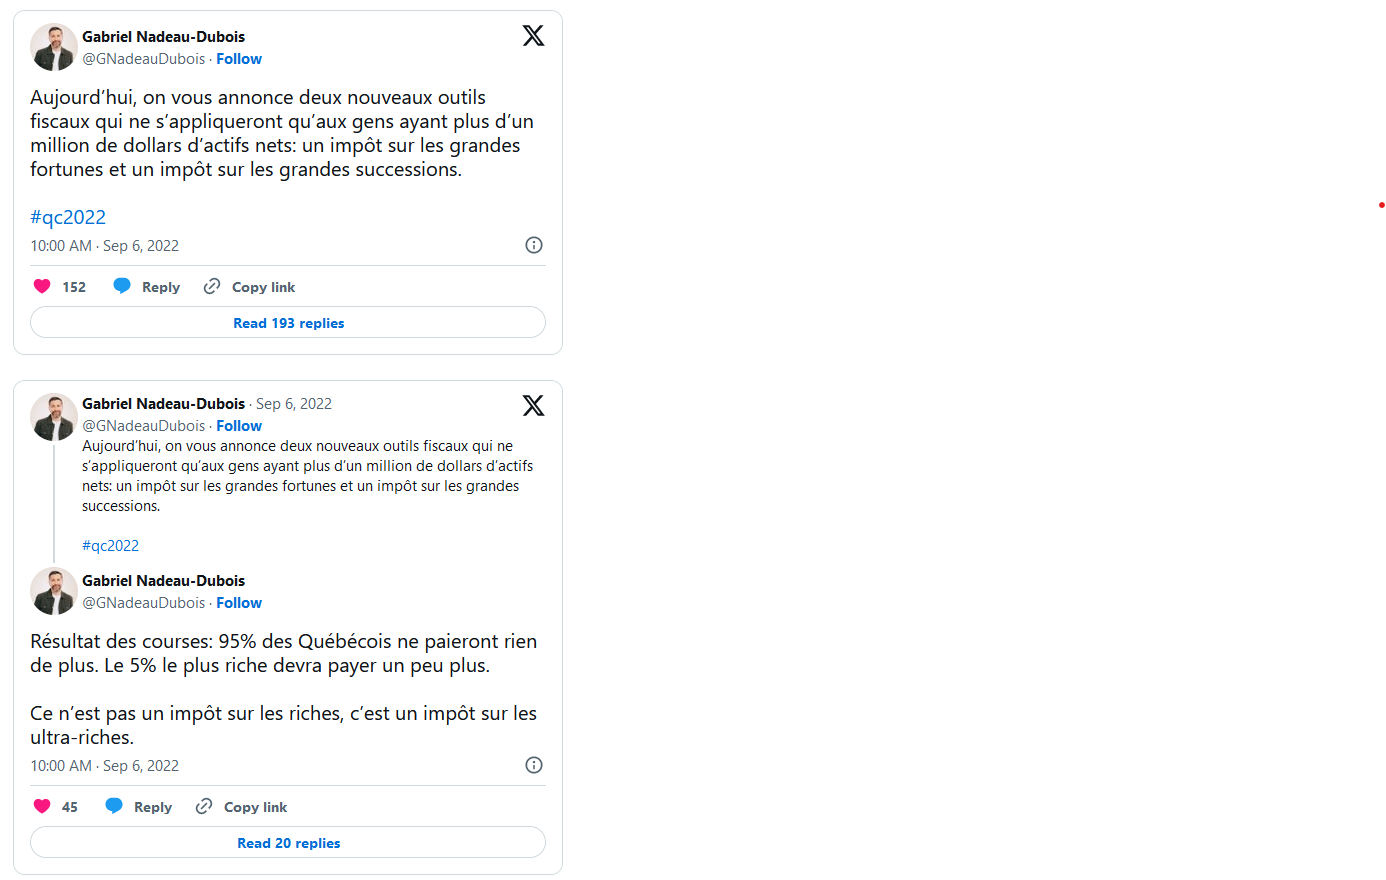 Gabriel Nadeau-Dubois
@GNadeauDubois · Follow
Aujourd’hui, on vous annonce deux nouveaux outils
fiscaux qui ne s’appliqueront qu’aux gens ayant plus d’un
million de dollars d’actifs nets: un impôt sur les grandes
fortunes et un impôt sur les grandes successions.
#qc2022
10:00 AM · Sep 6, 2022
152 Reply Copy link
Read 193 replies
Gabriel Nadeau-Dubois · Sep 6, 2022
@GNadeauDubois · Follow
Aujourd’hui, on vous annonce deux nouveaux outils fiscaux qui ne
s’appliqueront qu’aux gens ayant plus d’un million de dollars d’actifs
nets: un impôt sur les grandes fortunes et un impôt sur les grandes
successions.
#qc2022
Gabriel Nadeau-Dubois
@GNadeauDubois · Follow
Résultat des courses: 95% des Québécois ne paieront rien
de plus. Le 5% le plus riche devra payer un peu plus.
Ce n’est pas un impôt sur les riches, c’est un impôt sur les
ultra-riches.
10:00 AM · Sep 6, 2022
45 Reply Copy link
Read 20 replies